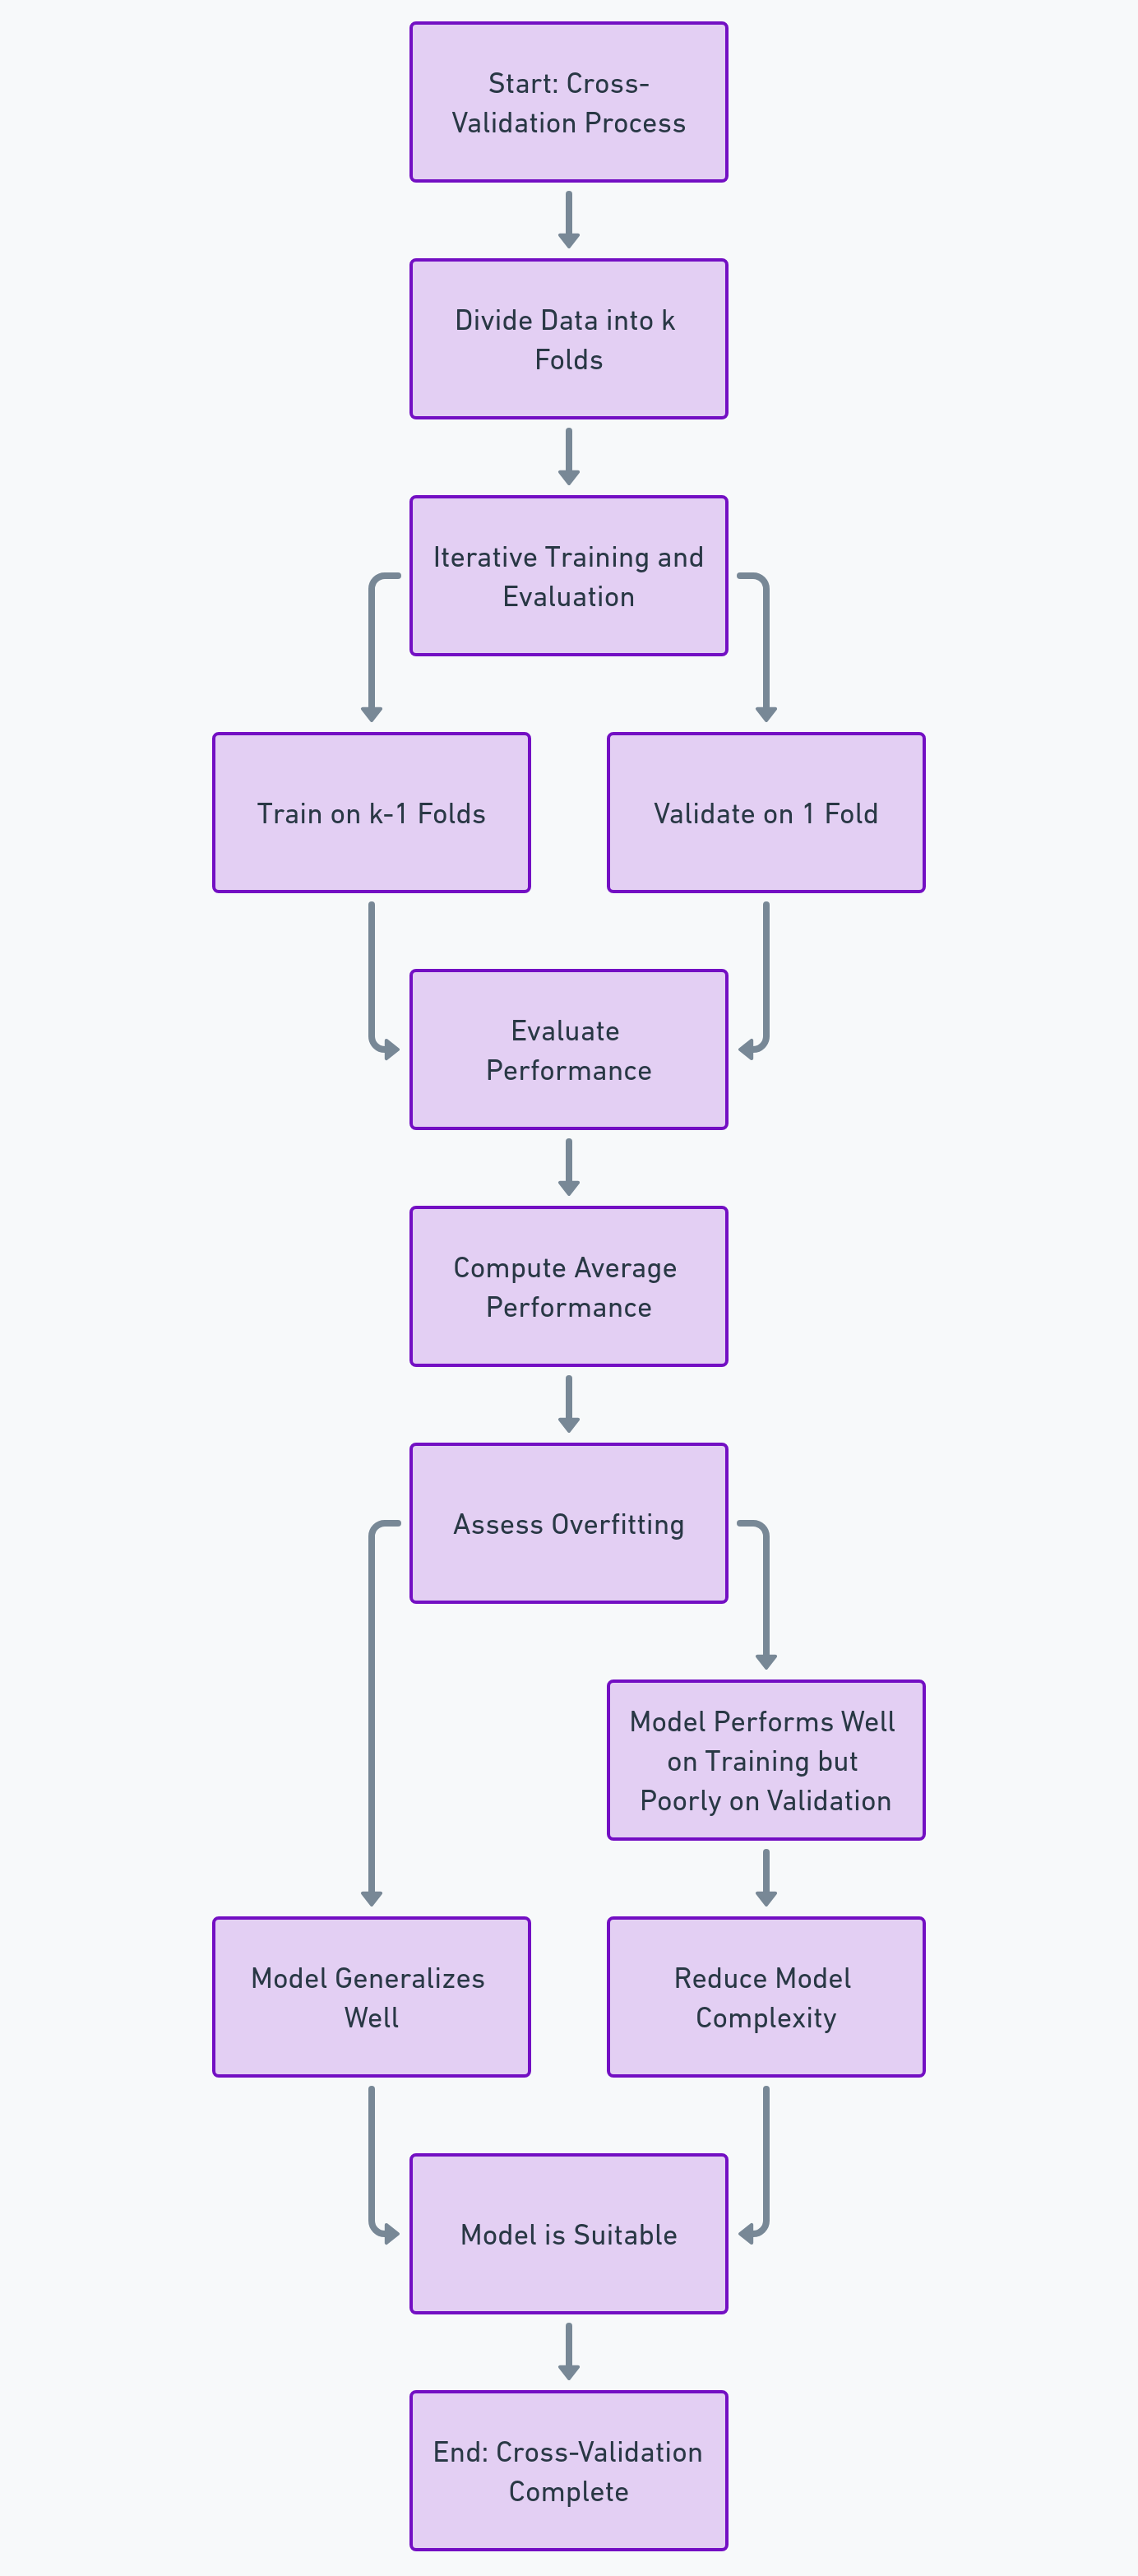 Start: Cross-
Validation Process
Divide Data into k
Folds
Iterative Training and
Evaluation
Train on k-1 Folds
Validate on 1 Fold
Evaluate
Performance
Compute Average
Performance
Assess Overfitting
Model Performs Well
on Training but
Poorly on Validation
Model Generalizes
Well
Reduce Model
Complexity
Model is Suitable
End: Cross-Validation
Complete